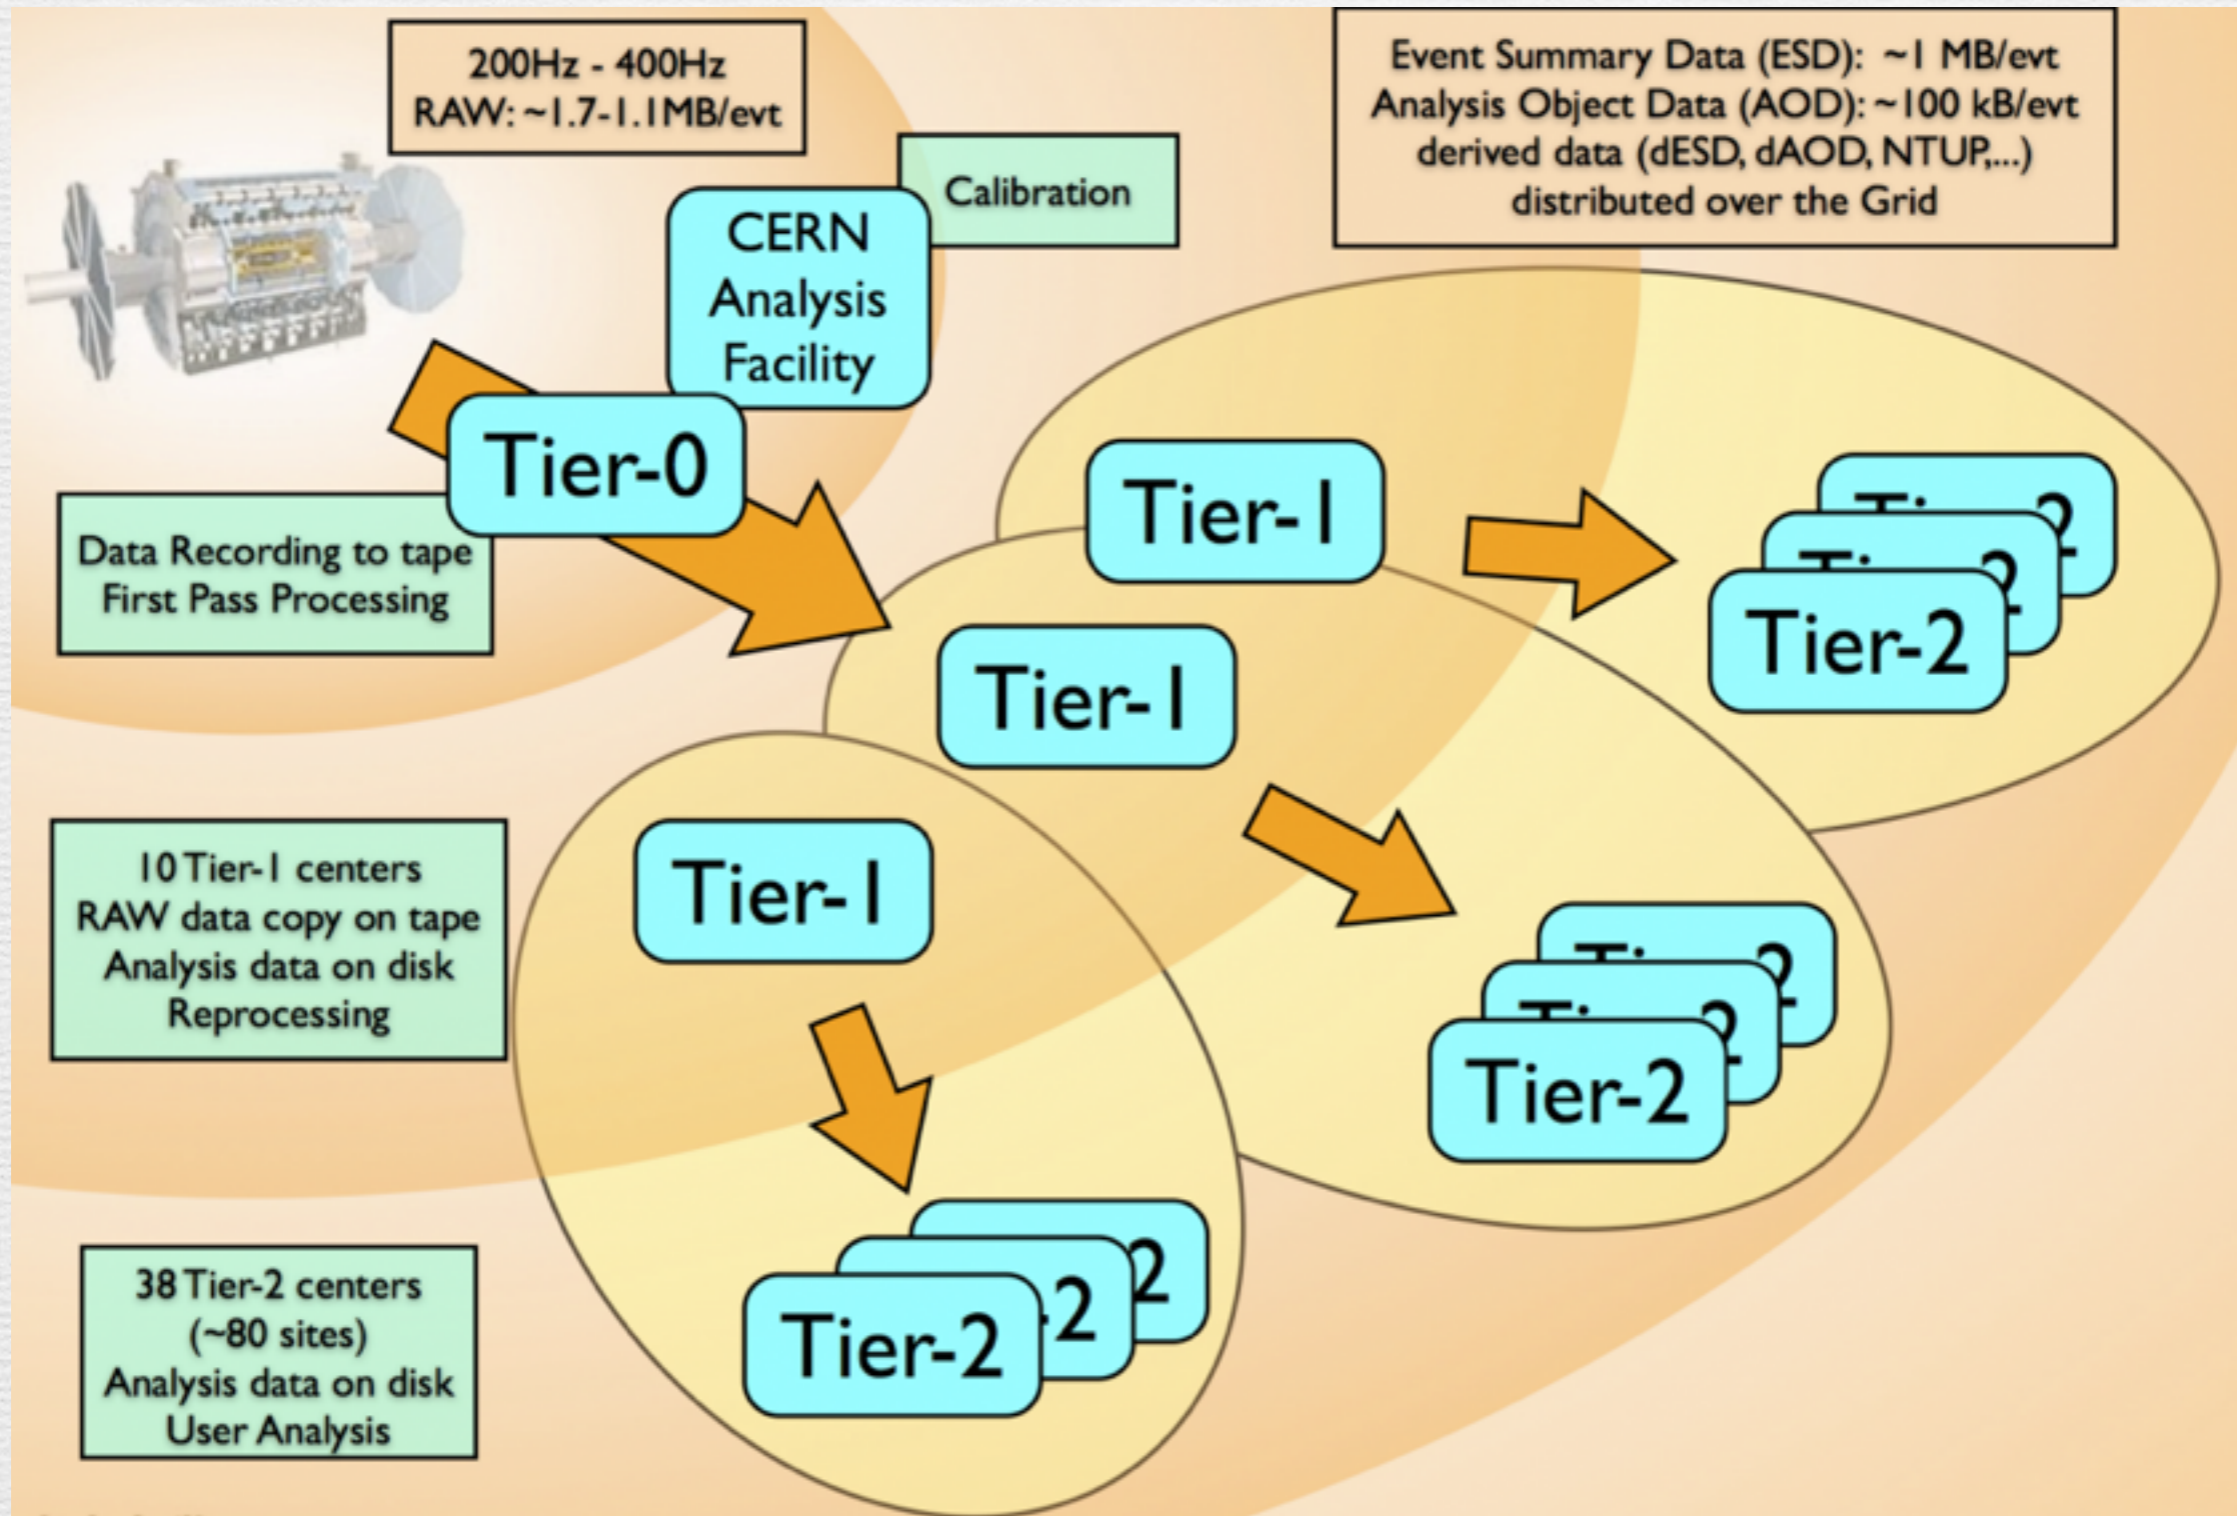 200Hz - 400Hz
RAW: ~1.7-1.1MB/evt
Event Summary Data (ESD): ~1 MB/evt
Analysis Object Data (AOD): ~100 kB/evt
derived data (dESD, dAOD, NTUP,...)
distributed over the Grid
Calibration
CERN
Analysis
Facility
Tier-0
Data Recording to tape
First Pass Processing
Tier-1
Tier-2
Tier-1
Tier-1
10 Tier-1 centers
RAW data copy on tape
Analysis data on disk
Reprocessing
Tier-2
Tier-2
38 Tier-2 centers
(~80 sites)
Analysis data on disk
User Analysis